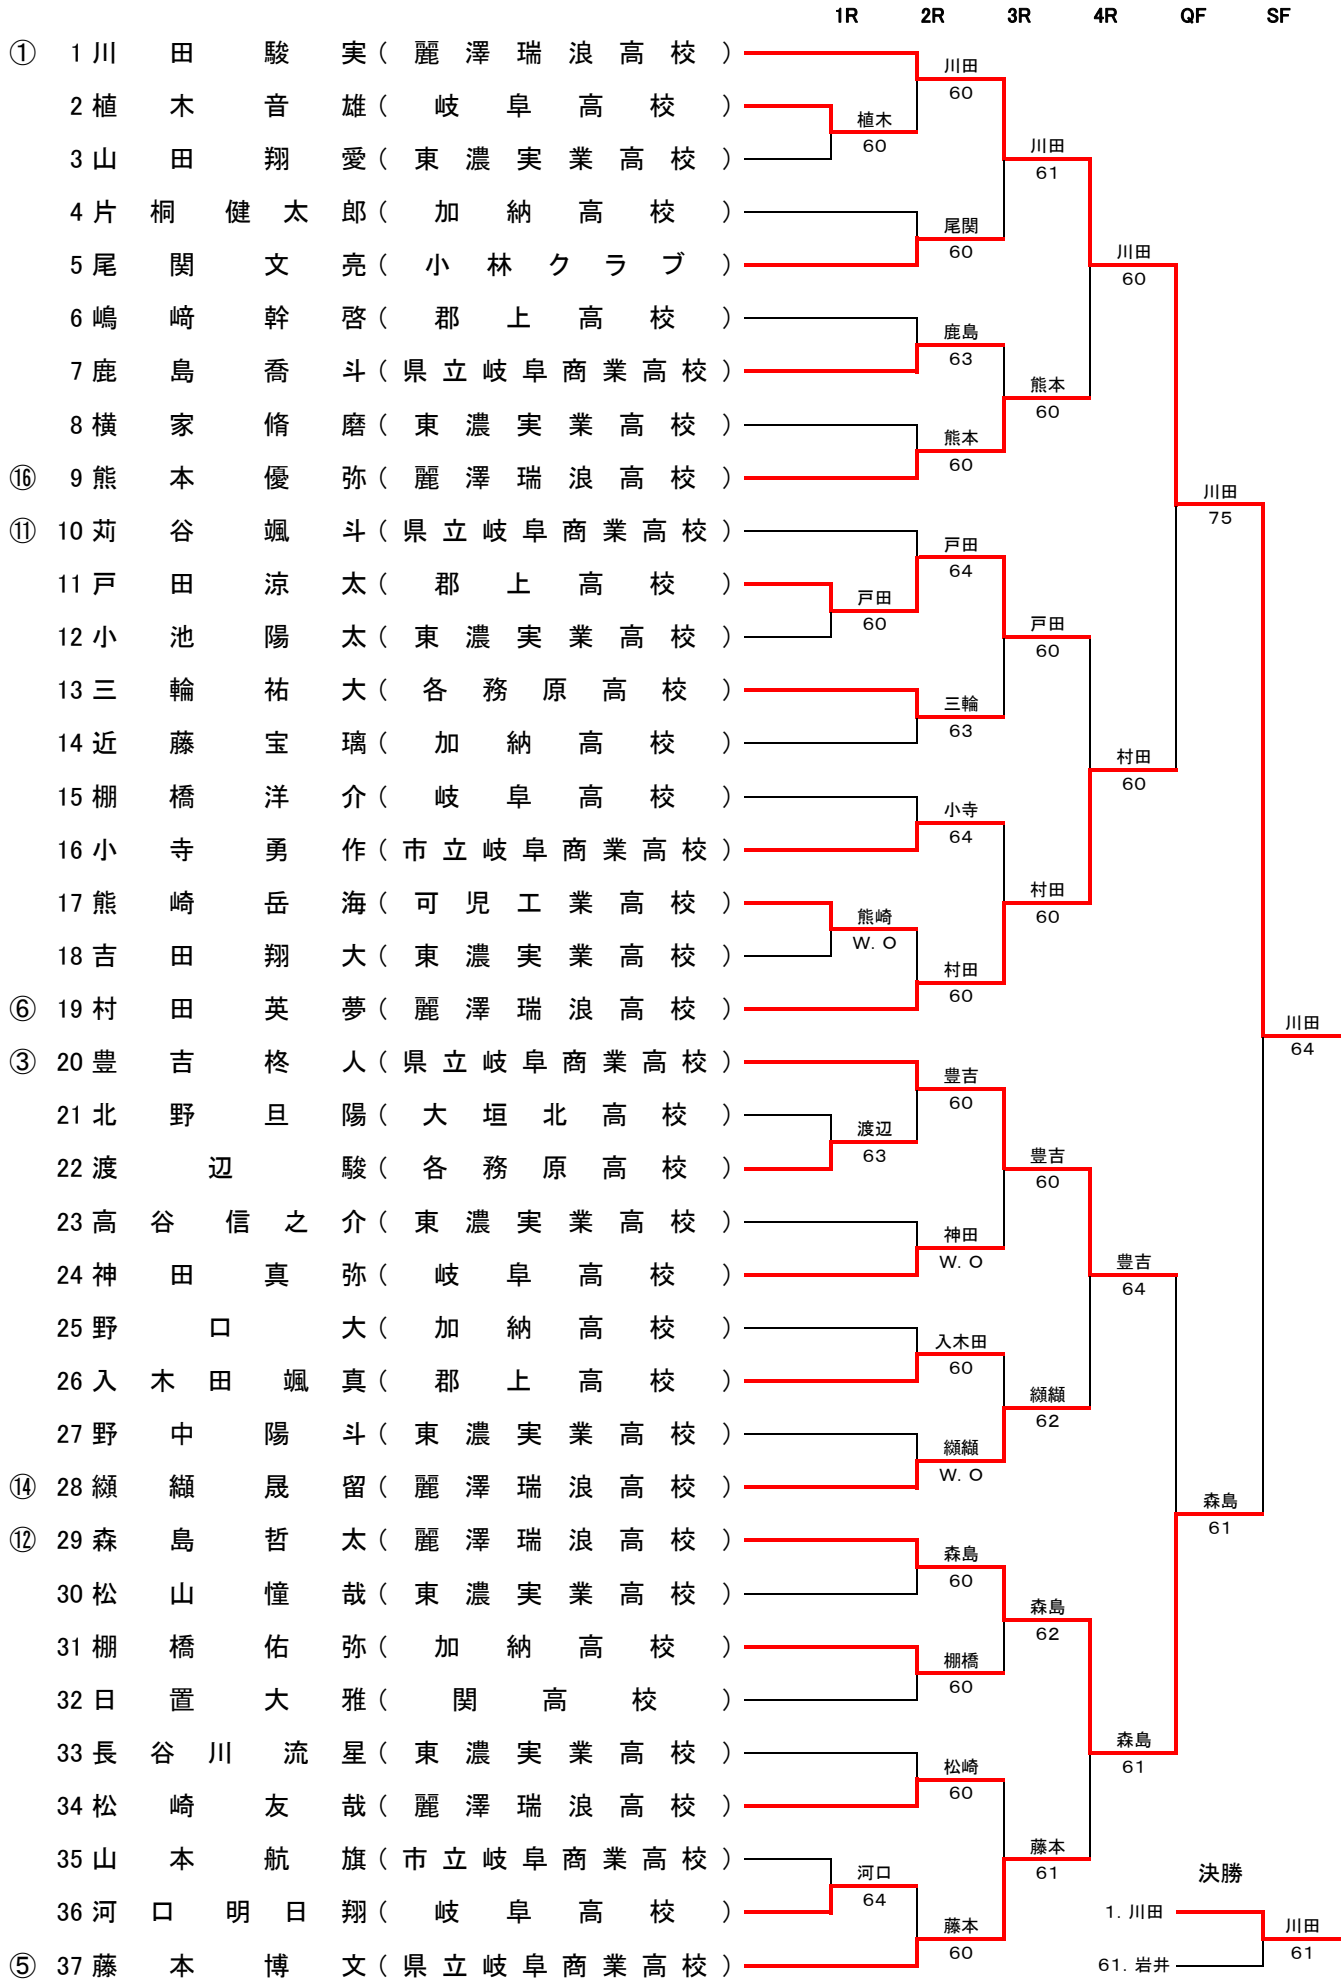 1R 2R 3R 4R QF SF
① 1 川田駿実(麗澤瑞浪高校)
川田
60
2 植木音雄(岐阜高校)
植木
60
3 山田翔愛(東濃実業高校)
川田
61
4 片桐健太郎(加納高校)
尾関
60
5 尾関文亮(小林クラブ)
川田
60
6 嶋﨑幹啓(郡上高校)
鹿島
63
7 鹿島喬斗(県立岐阜商業高校)
熊本
60
8 横家脩磨(東濃実業高校)
熊本
60
⑯ 9 熊本優弥(麗澤瑞浪高校)
川田
75
⑪ 10 苅谷颯斗(県立岐阜商業高校)
戸田
64
11 戸田涼太(郡上高校)
戸田
60
12 小池陽太(東濃実業高校)
戸田
60
13 三輪祐大(各務原高校)
三輪
63
14 近藤宝璃(加納高校)
村田
60
15 棚橋洋介(岐阜高校)
小寺
64
16 小寺勇作(市立岐阜商業高校)
村田
60
17 熊崎岳海(可児工業高校)
熊崎
W.O
18 吉田翔大(東濃実業高校)
村田
60
⑥ 19 村田英夢(麗澤瑞浪高校)
川田
64
③ 20 豊吉柊人(県立岐阜商業高校)
豊吉
60
21 北野旦陽(大垣北高校)
渡辺
63
22 渡辺駿(各務原高校)
豊吉
60
23 高谷信之介(東濃実業高校)
神田
W.O
24 神田真弥(岐阜高校)
豊吉
64
25 野口大(加納高校)
入木田
60
26 入木田颯真(郡上高校)
纐纈
62
27 野中陽斗(東濃実業高校)
纐纈
W.O
⑭ 28 纐纈晟留(麗澤瑞浪高校)
森島
61
⑫ 29 森島哲太(麗澤瑞浪高校)
森島
60
30 松山憧哉(東濃実業高校)
森島
62
31 棚橋佑弥(加納高校)
棚橋
60
32 日置大雅(関高校)
森島
61
33 長谷川流星(東濃実業高校)
松崎
60
34 松崎友哉(麗澤瑞浪高校)
藤本
61
35 山本航旗(市立岐阜商業高校)
河口
64
36 河口明日翔(岐阜高校)
藤本
60
⑤ 37 藤本博文(県立岐阜商業高校)
決勝
1.川田
川田
61
61.岩井